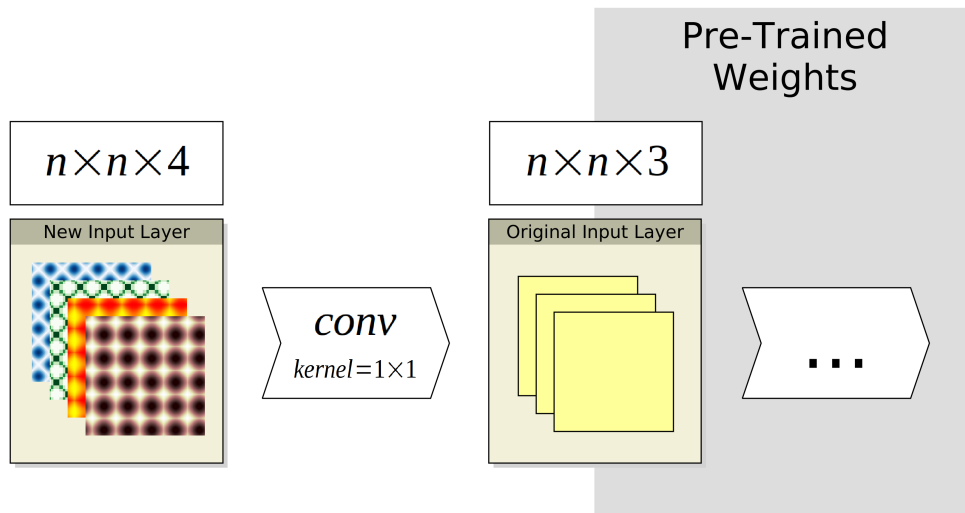 Pre-Trained
Weights
n×n×4
n×n×3
New Input Layer
Original Input Layer
conv
kernel=1×1
...